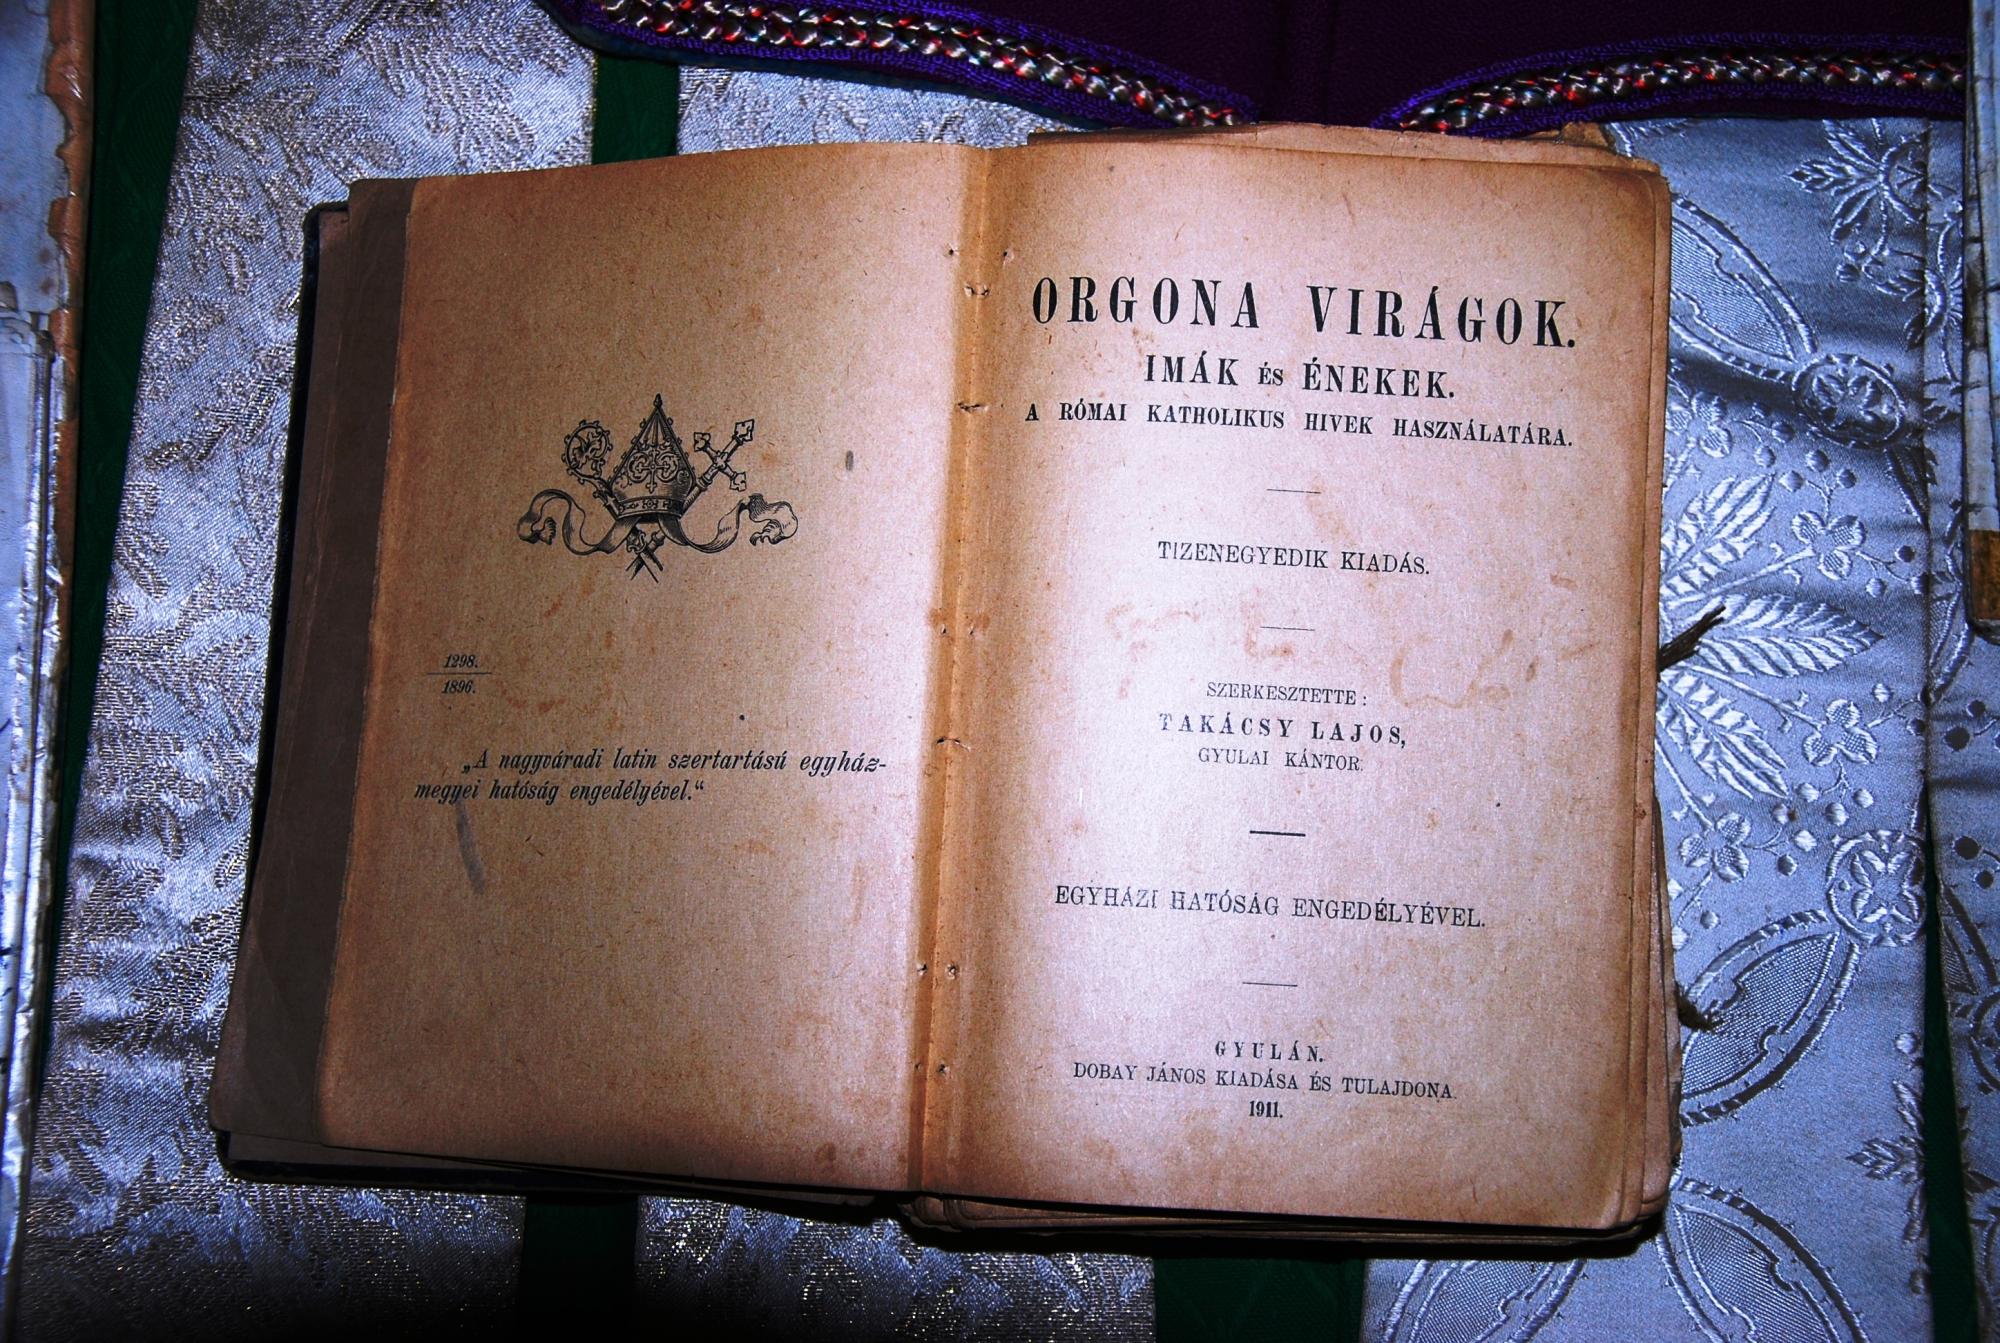 1298.
1896.
„A nagyváradi latin szertartású egyház-
megyei hatóság engedélyével.“
ORGONA VIRÁGOK.
IMÁK ÉS ÉNEKEK.
A RÓMAI KATHOLIKUS HIVEK HASZNÁLATÁRA.
TIZENEGYEDIK KIADÁS.
SZERKESZTETTE:
TAKÁCSY LAJOS,
GYULAI KÁNTOR.
EGYHÁZI HATÓSÁG ENGEDÉLYÉVEL.
GYULÁN.
DOBAY JÁNOS KIADÁSA ÉS TULAJDONA.
1911.